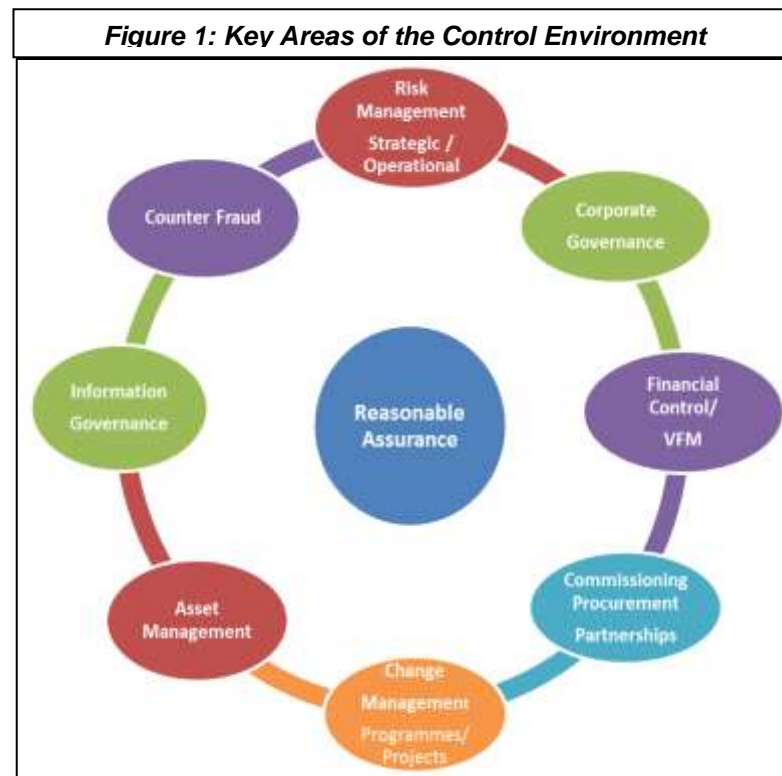 Figure 1: Key Areas of the Control Environment
Risk
Management
Strategic /
Operational
Corporate
Governance
Financial
Control/
VFM
Commissioning
Procurement
Partnerships
Change
Management
Programmes/
Projects
Asset
Management
Information
Governance
Counter Fraud
Reasonable
Assurance